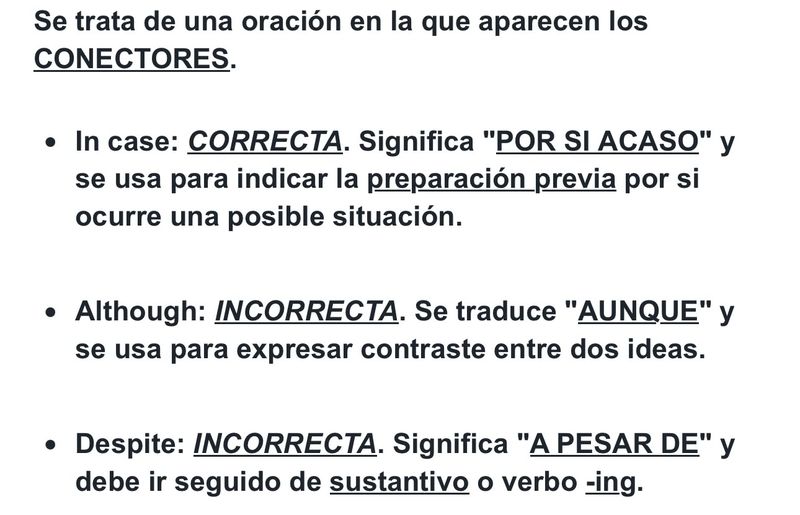 Se trata de una oración en la que aparecen los
CONECTORES.
• In case: CORRECTA. Significa "POR SI ACASO" y
se usa para indicar la preparación previa por si
ocurre una posible situación.
• Although: INCORRECTA. Se traduce "AUNQUE" y
se usa para expresar contraste entre dos ideas.
• Despite: INCORRECTA. Significa "A PESAR DE" y
debe ir seguido de sustantivo o verbo -ing.